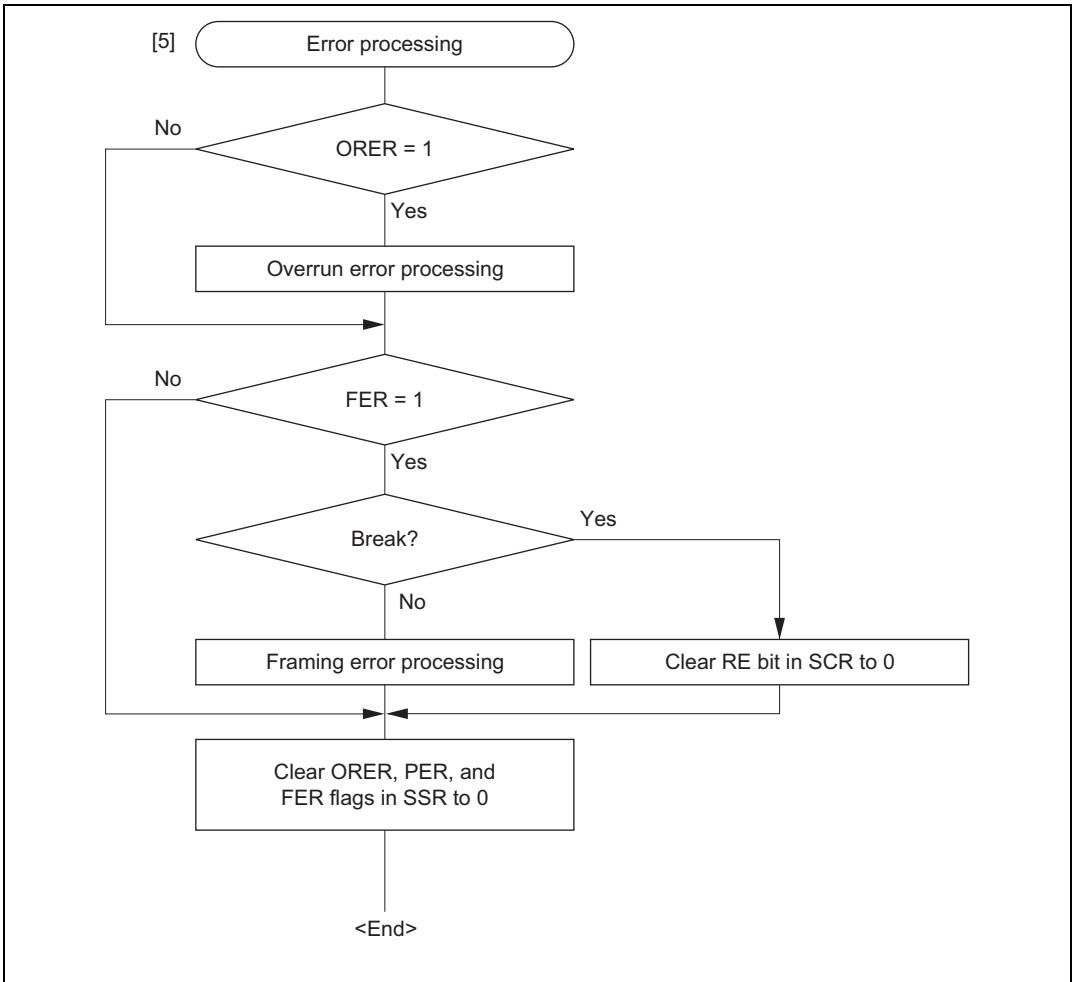 [5] Error processing
No
ORER = 1
Yes
Overrun error processing
No
FER = 1
Yes
Yes
Break?
No
Framing error processing
Clear RE bit in SCR to 0
Clear ORER, PER, and
FER flags in SSR to 0
<End>